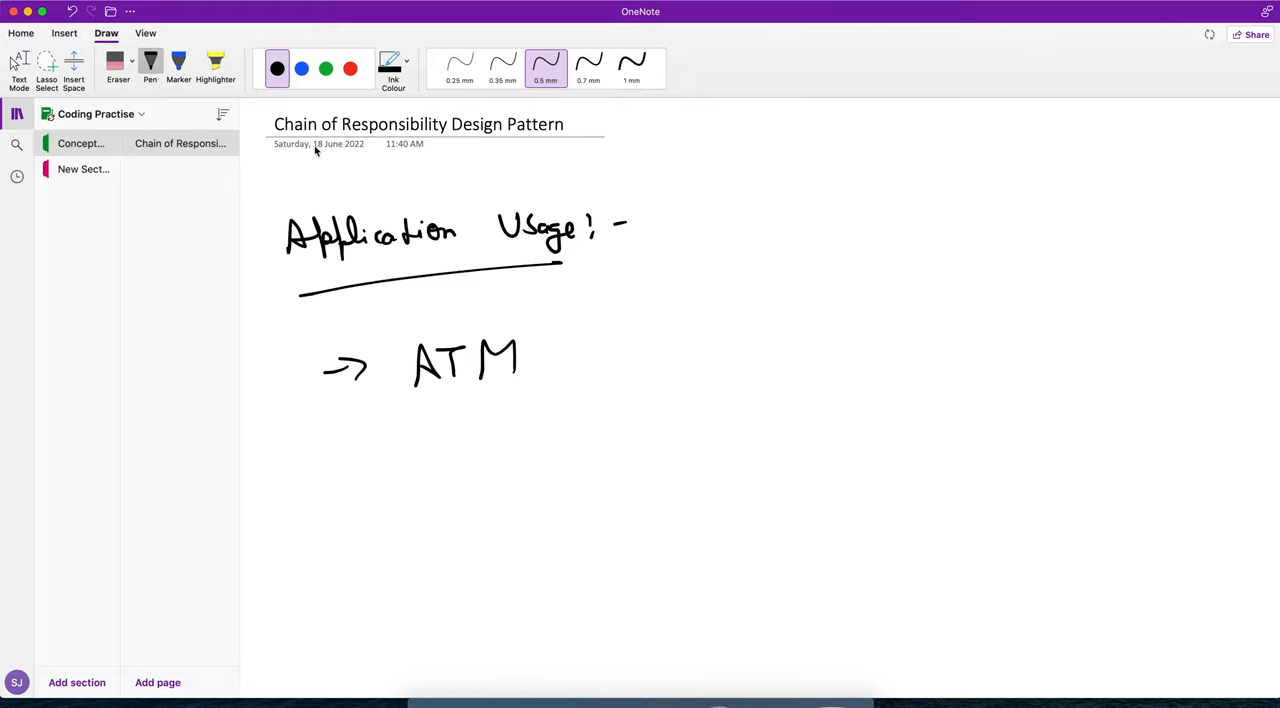 OneNote
Home Insert Draw View
Share
Text Mode
Lasso Select
Insert Space
Eraser
Pen
Marker
Highlighter
Ink Colour
0.25 mm 0.35 mm 0.5 mm 0.7 mm 1 mm
Coding Practise
Concept... Chain of Responsi...
New Sect...
Chain of Responsibility Design Pattern
Saturday, 18 June 2022 11:40 AM
Application Usage: -
→ ATM
SJ Add section Add page